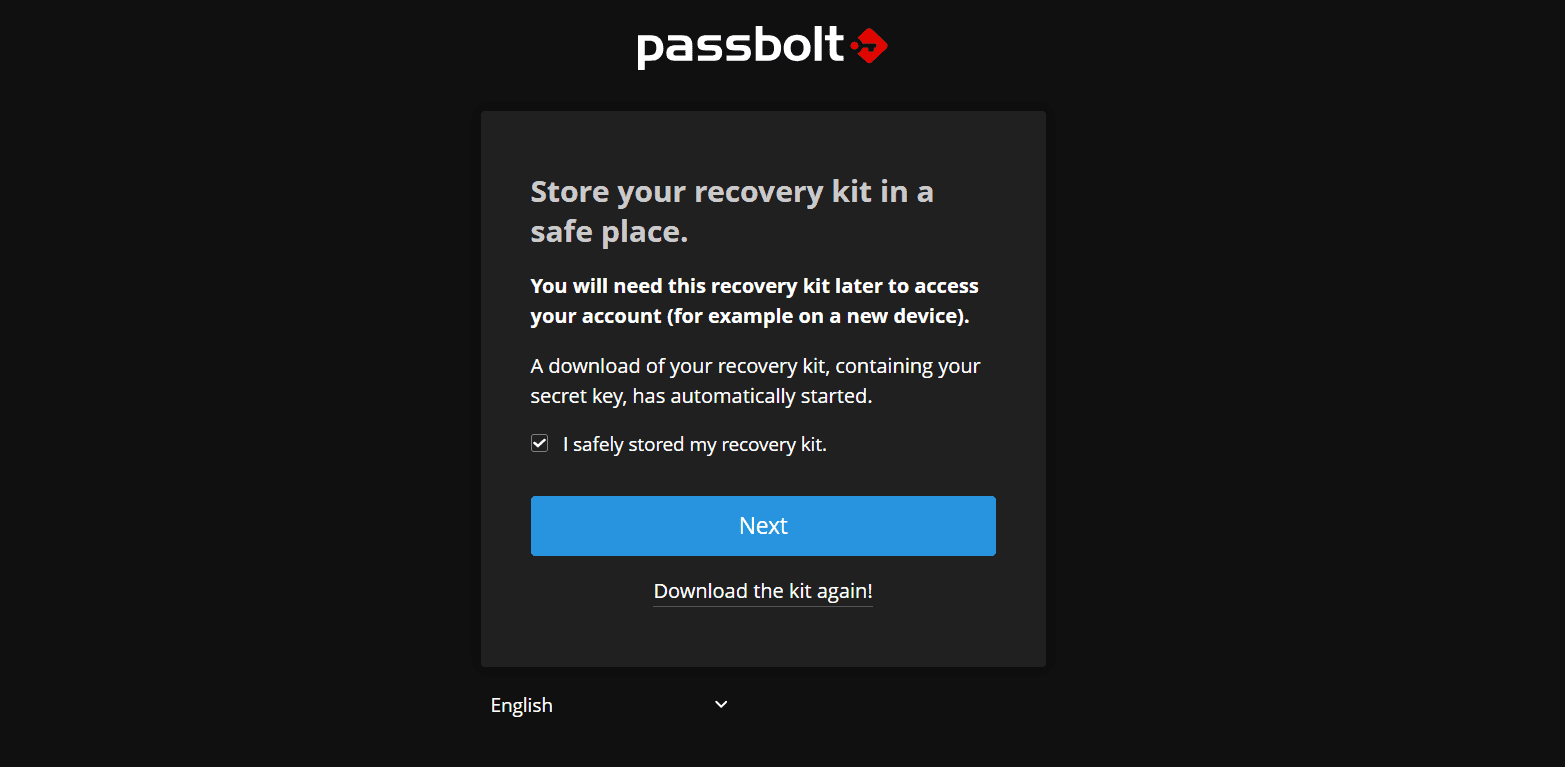 passbolt
Store your recovery kit in a
safe place.
You will need this recovery kit later to access
your account (for example on a new device).
A download of your recovery kit, containing your
secret key, has automatically started.
I safely stored my recovery kit.
Next
Download the kit again!
English